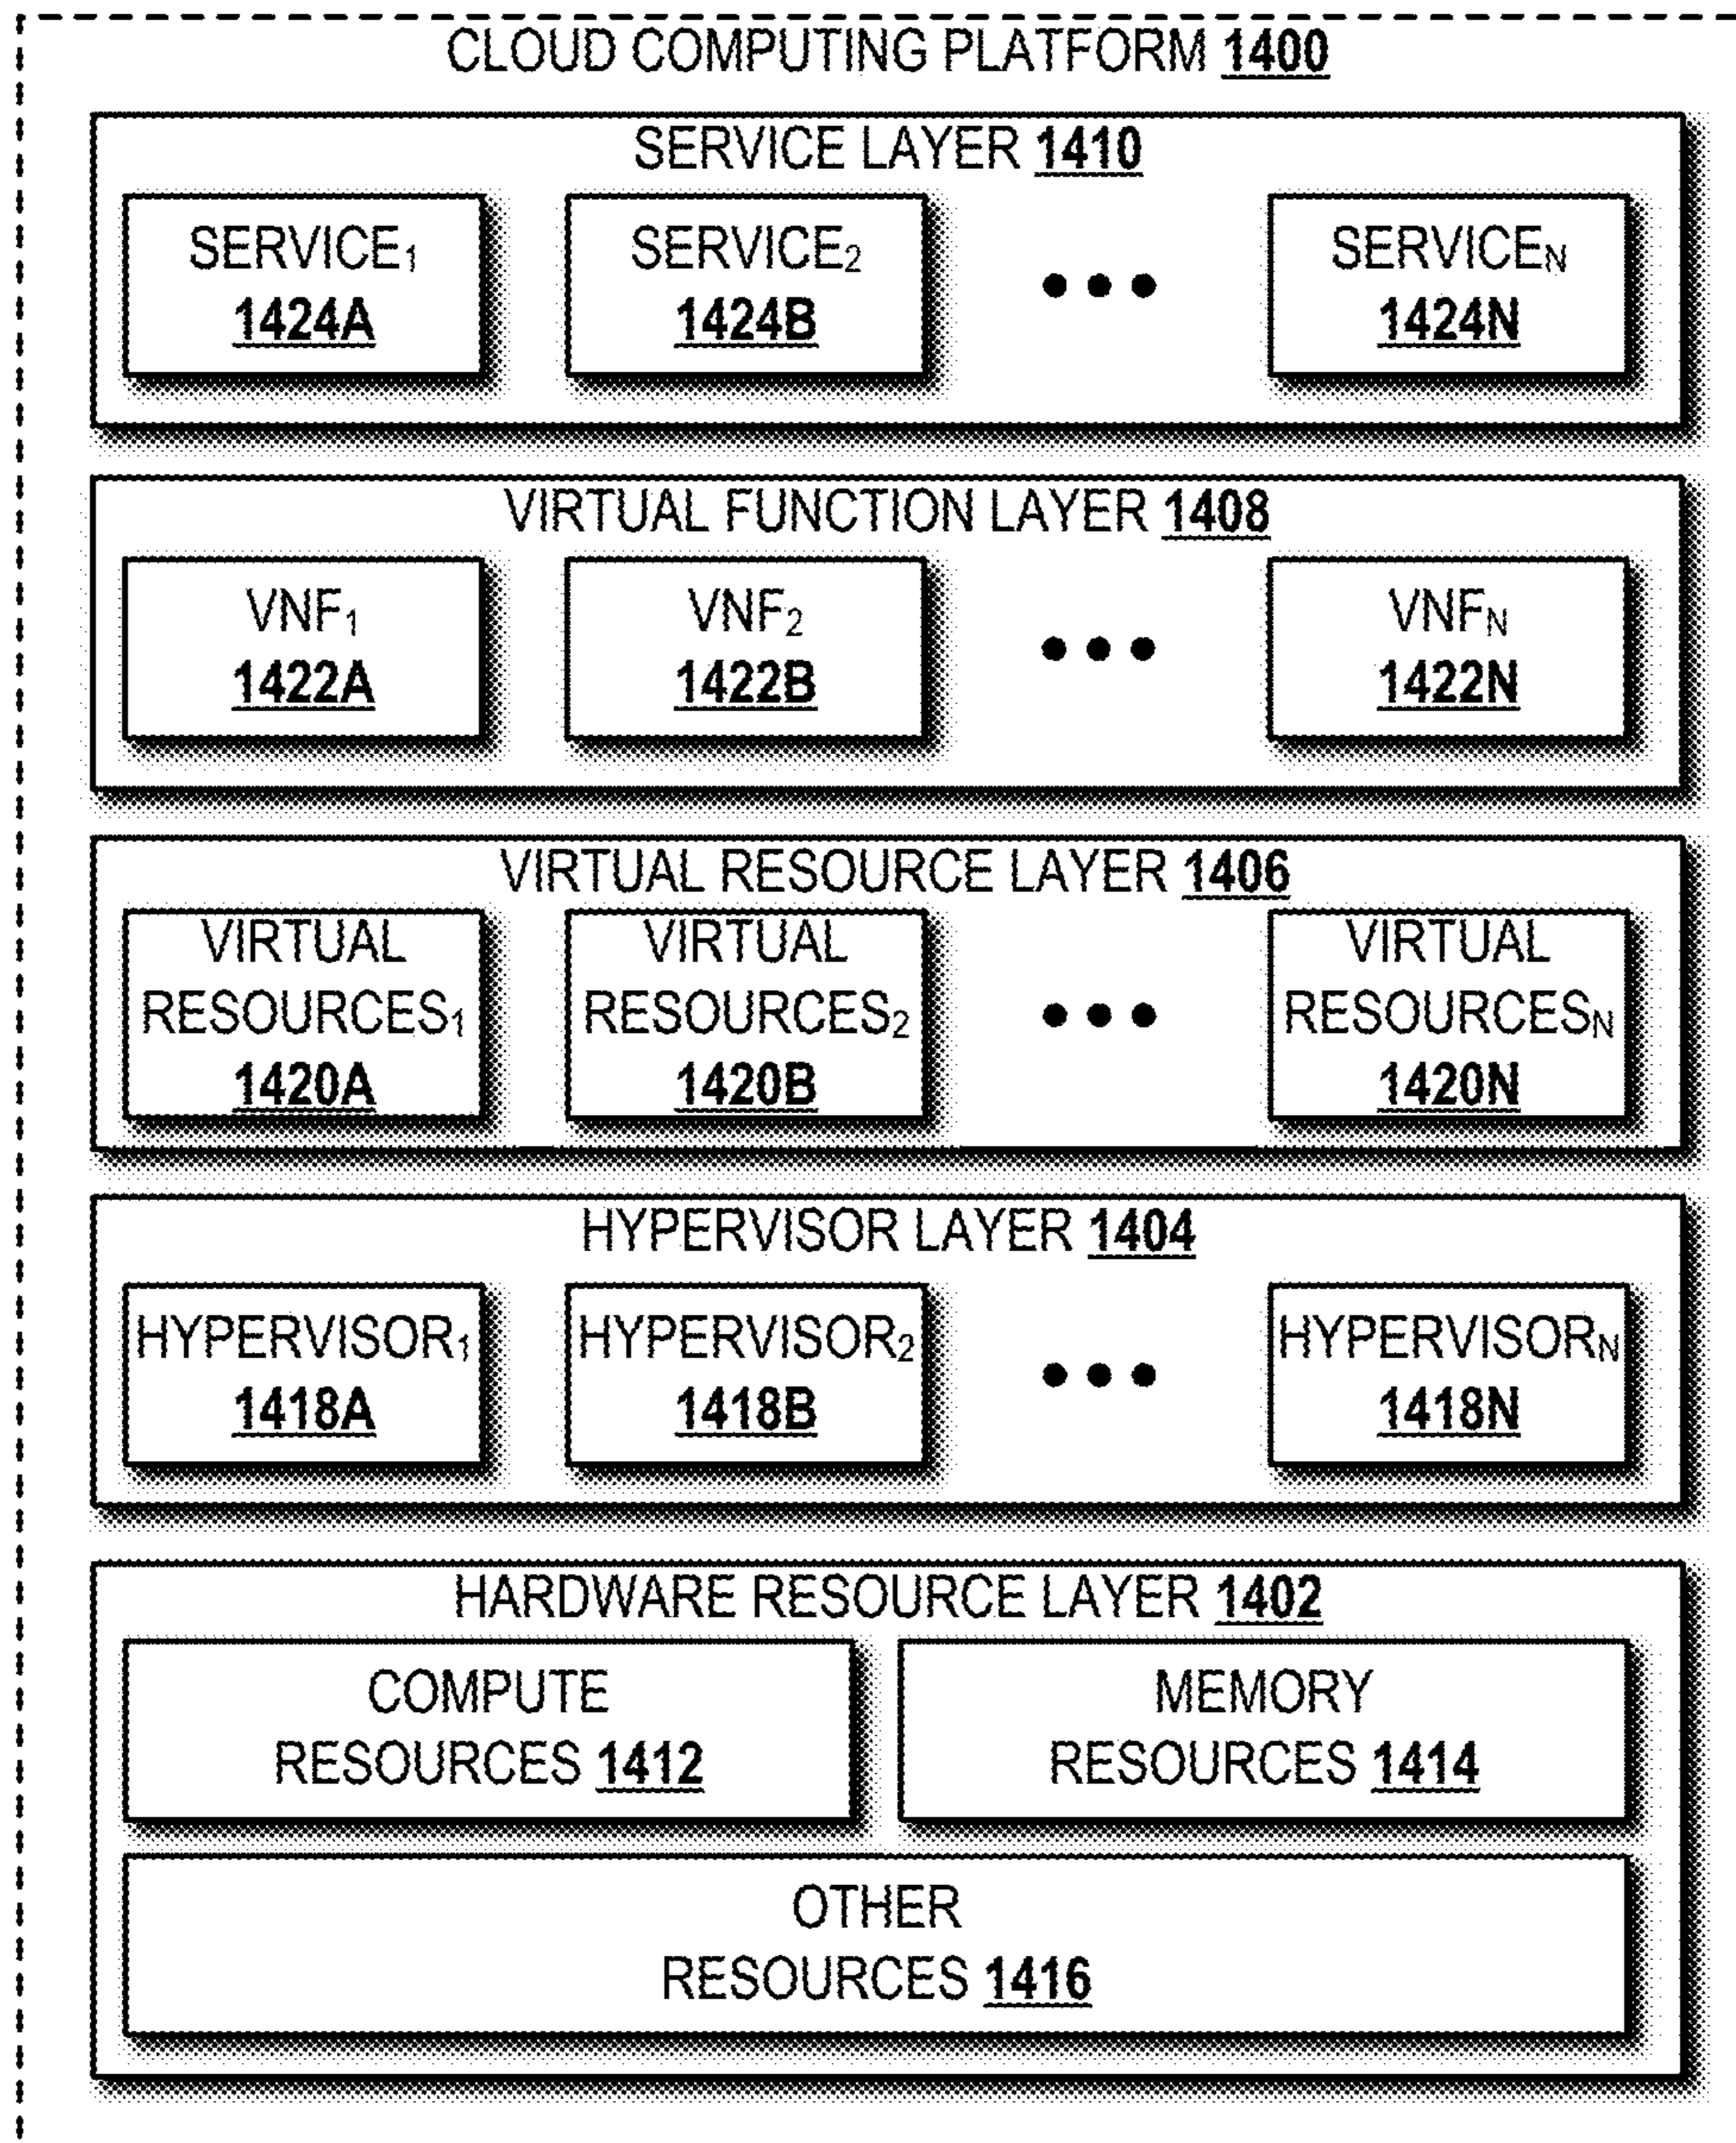 CLOUD COMPUTING PLATFORM 1400
SERVICE LAYER 1410
SERVICE₁
1424A
SERVICE₂
1424B
SERVICEN
1424N
VIRTUAL FUNCTION LAYER 1408
VNF₁
1422A
VNF₂
1422B
VNFN
1422N
VIRTUAL RESOURCE LAYER 1406
VIRTUAL
RESOURCES₁
1420A
VIRTUAL
RESOURCES₂
1420B
VIRTUAL
RESOURCESN
1420N
HYPERVISOR LAYER 1404
HYPERVISOR₁
1418A
HYPERVISOR₂
1418B
HYPERVISORN
1418N
HARDWARE RESOURCE LAYER 1402
COMPUTE
RESOURCES 1412
MEMORY
RESOURCES 1414
OTHER
RESOURCES 1416